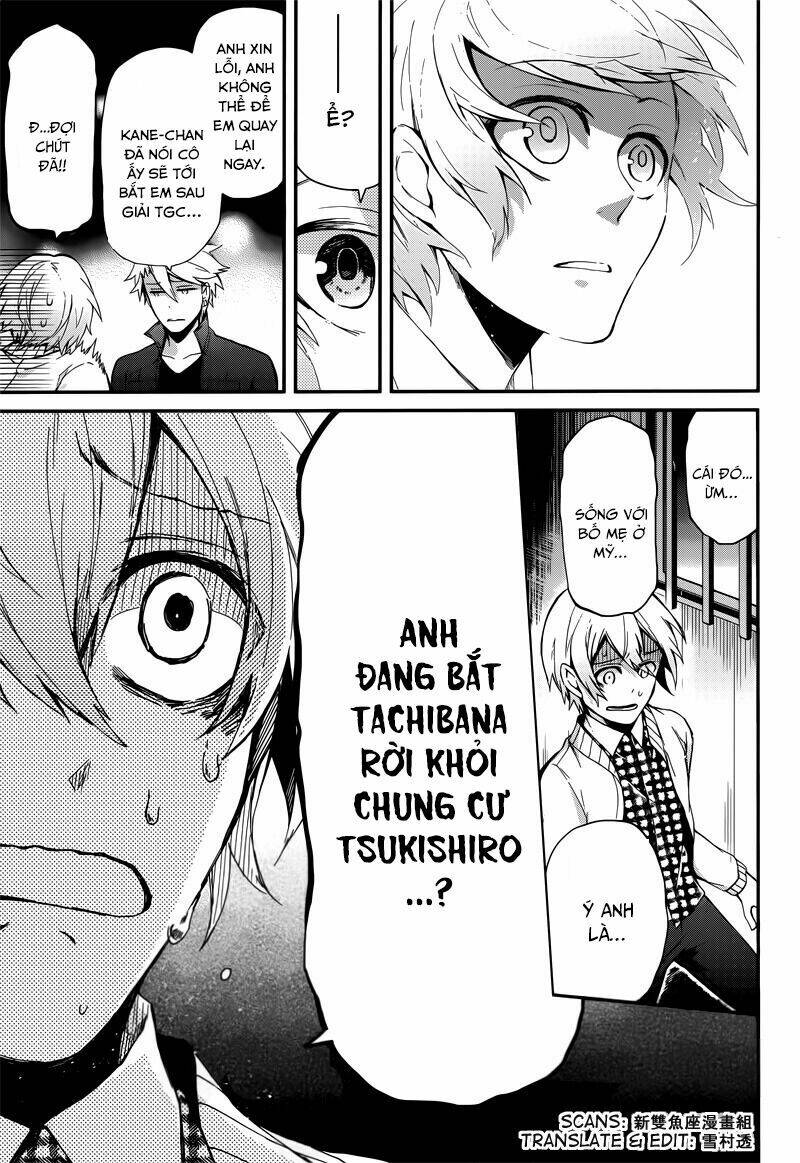 Ể?
ANH XIN
LỖI, ANH
KHÔNG
THỂ ĐỂ
EM QUAY
LẠI
NGAY.
KANE-CHAN
ĐÃ NÓI CÔ
ẤY SẼ TỚI
BẮT EM SAU
GIẢI TGC...
Đ...ĐỢI
CHÚT
ĐÃ!!
CÁI ĐÓ...
ỪM...
SỐNG VỚI
BỐ MẸ Ở
MỸ...
Ý ANH
LÀ...
ANH
ĐANG BẮT
TACHIBANA
RỜI KHỎI
CHUNG CƯ
TSUKISHIRO
...?
SCANS: 新雙魚座漫畫組
TRANSLATE & EDIT: 雪村透